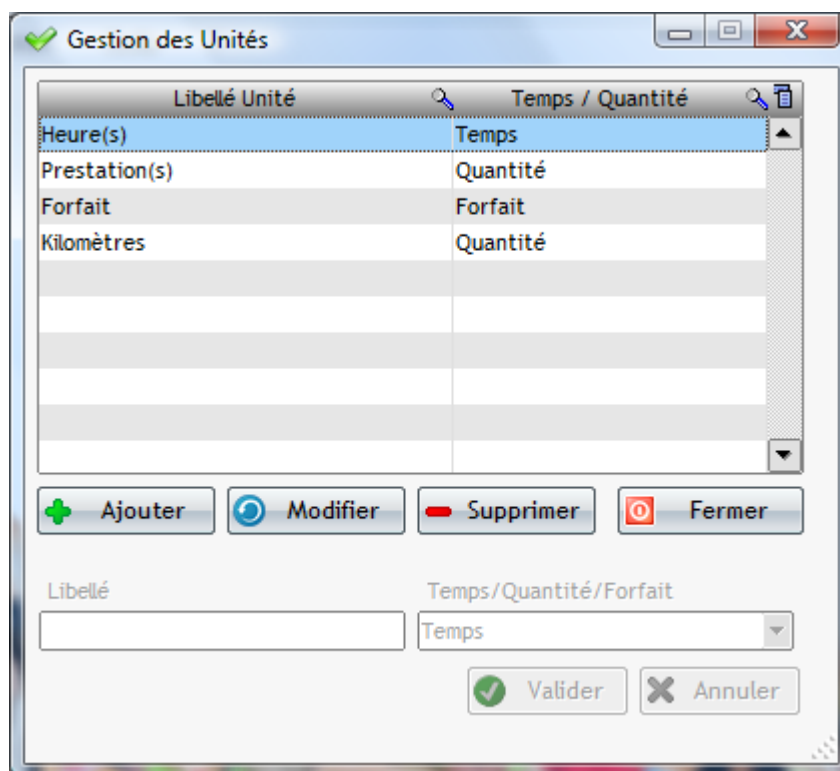 Gestion des Unités
Libellé Unité Temps / Quantité
Heure(s) Temps
Prestation(s) Quantité
Forfait Forfait
Kilomètres Quantité
Ajouter Modifier Supprimer Fermer
Libellé Temps/Quantité/Forfait
Temps
Valider Annuler